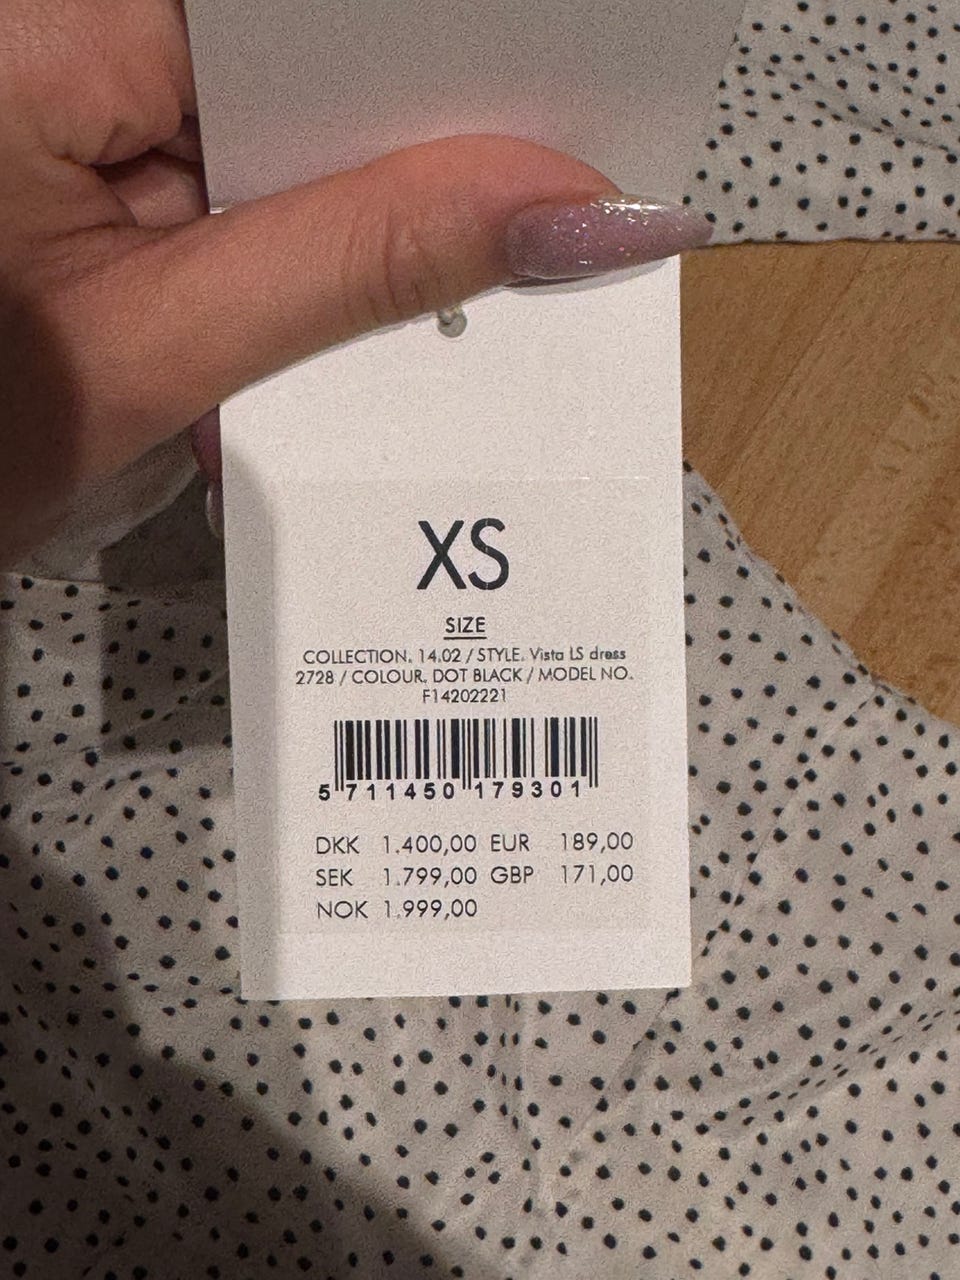 XS
SIZE
COLLECTION. 14.02 / STYLE. Vista LS dress
2728 / COLOUR. DOT BLACK / MODEL NO.
F14202221
5 711450 179301
DKK 1.400,00 EUR 189,00
SEK 1.799,00 GBP 171,00
NOK 1.999,00